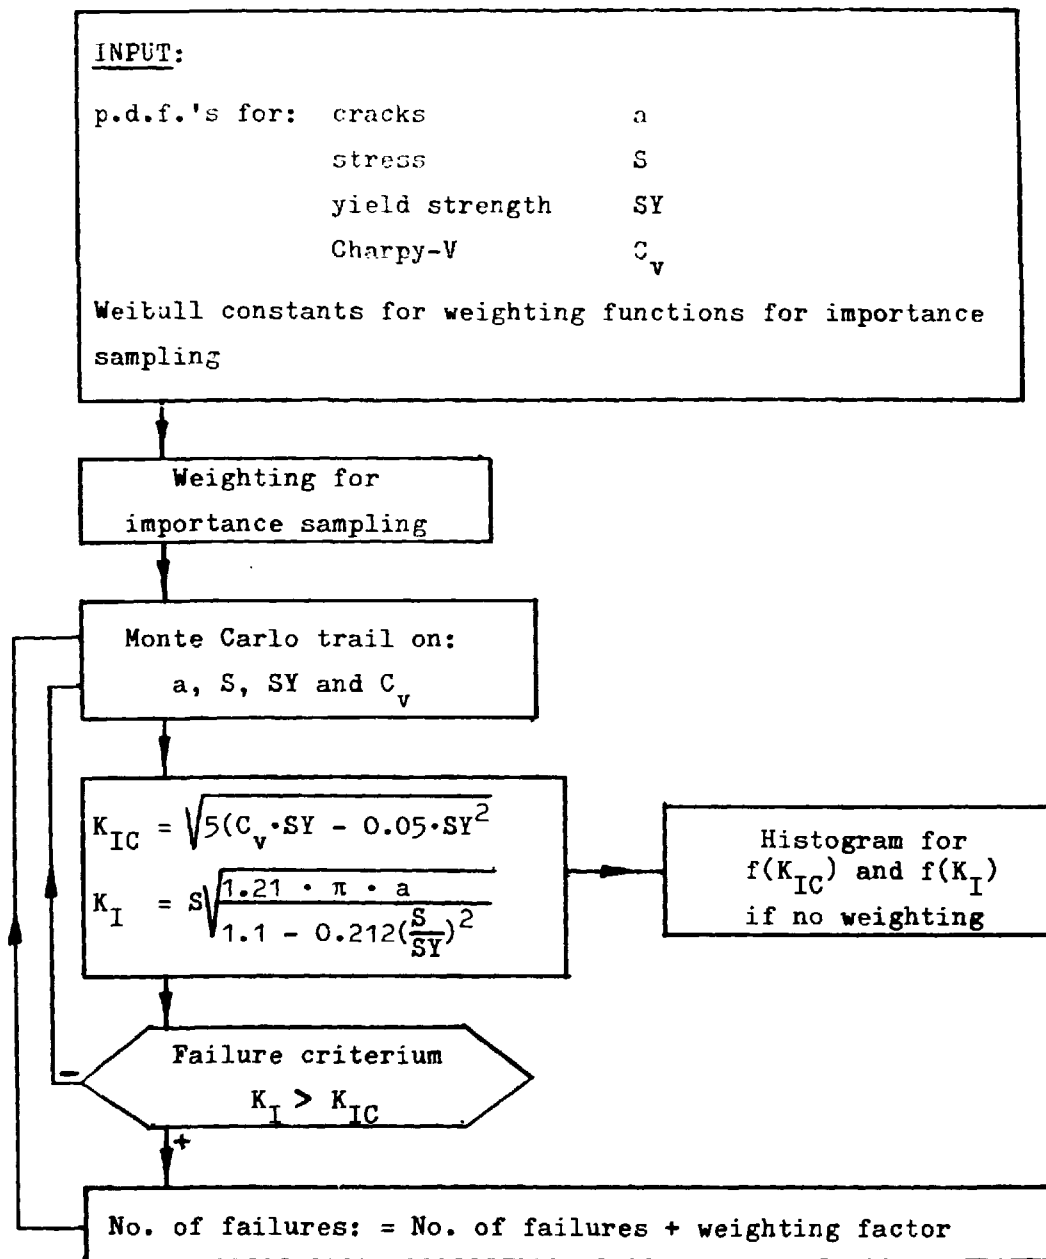 INPUT:
p.d.f.'s for: cracks a
stress S
yield strength SY
Charpy-V C_v
Weibull constants for weighting functions for importance
sampling
Weighting for
importance sampling
Monte Carlo trail on:
a, S, SY and C_v
K_IC = √5(C_v·SY - 0.05·SY²
K_I = S√(1.21 · π · a / 1.1 - 0.212(S/SY)²)
Histogram for
f(K_IC) and f(K_I)
if no weighting
Failure criterium
K_I > K_IC
-
+
No. of failures: = No. of failures + weighting factor